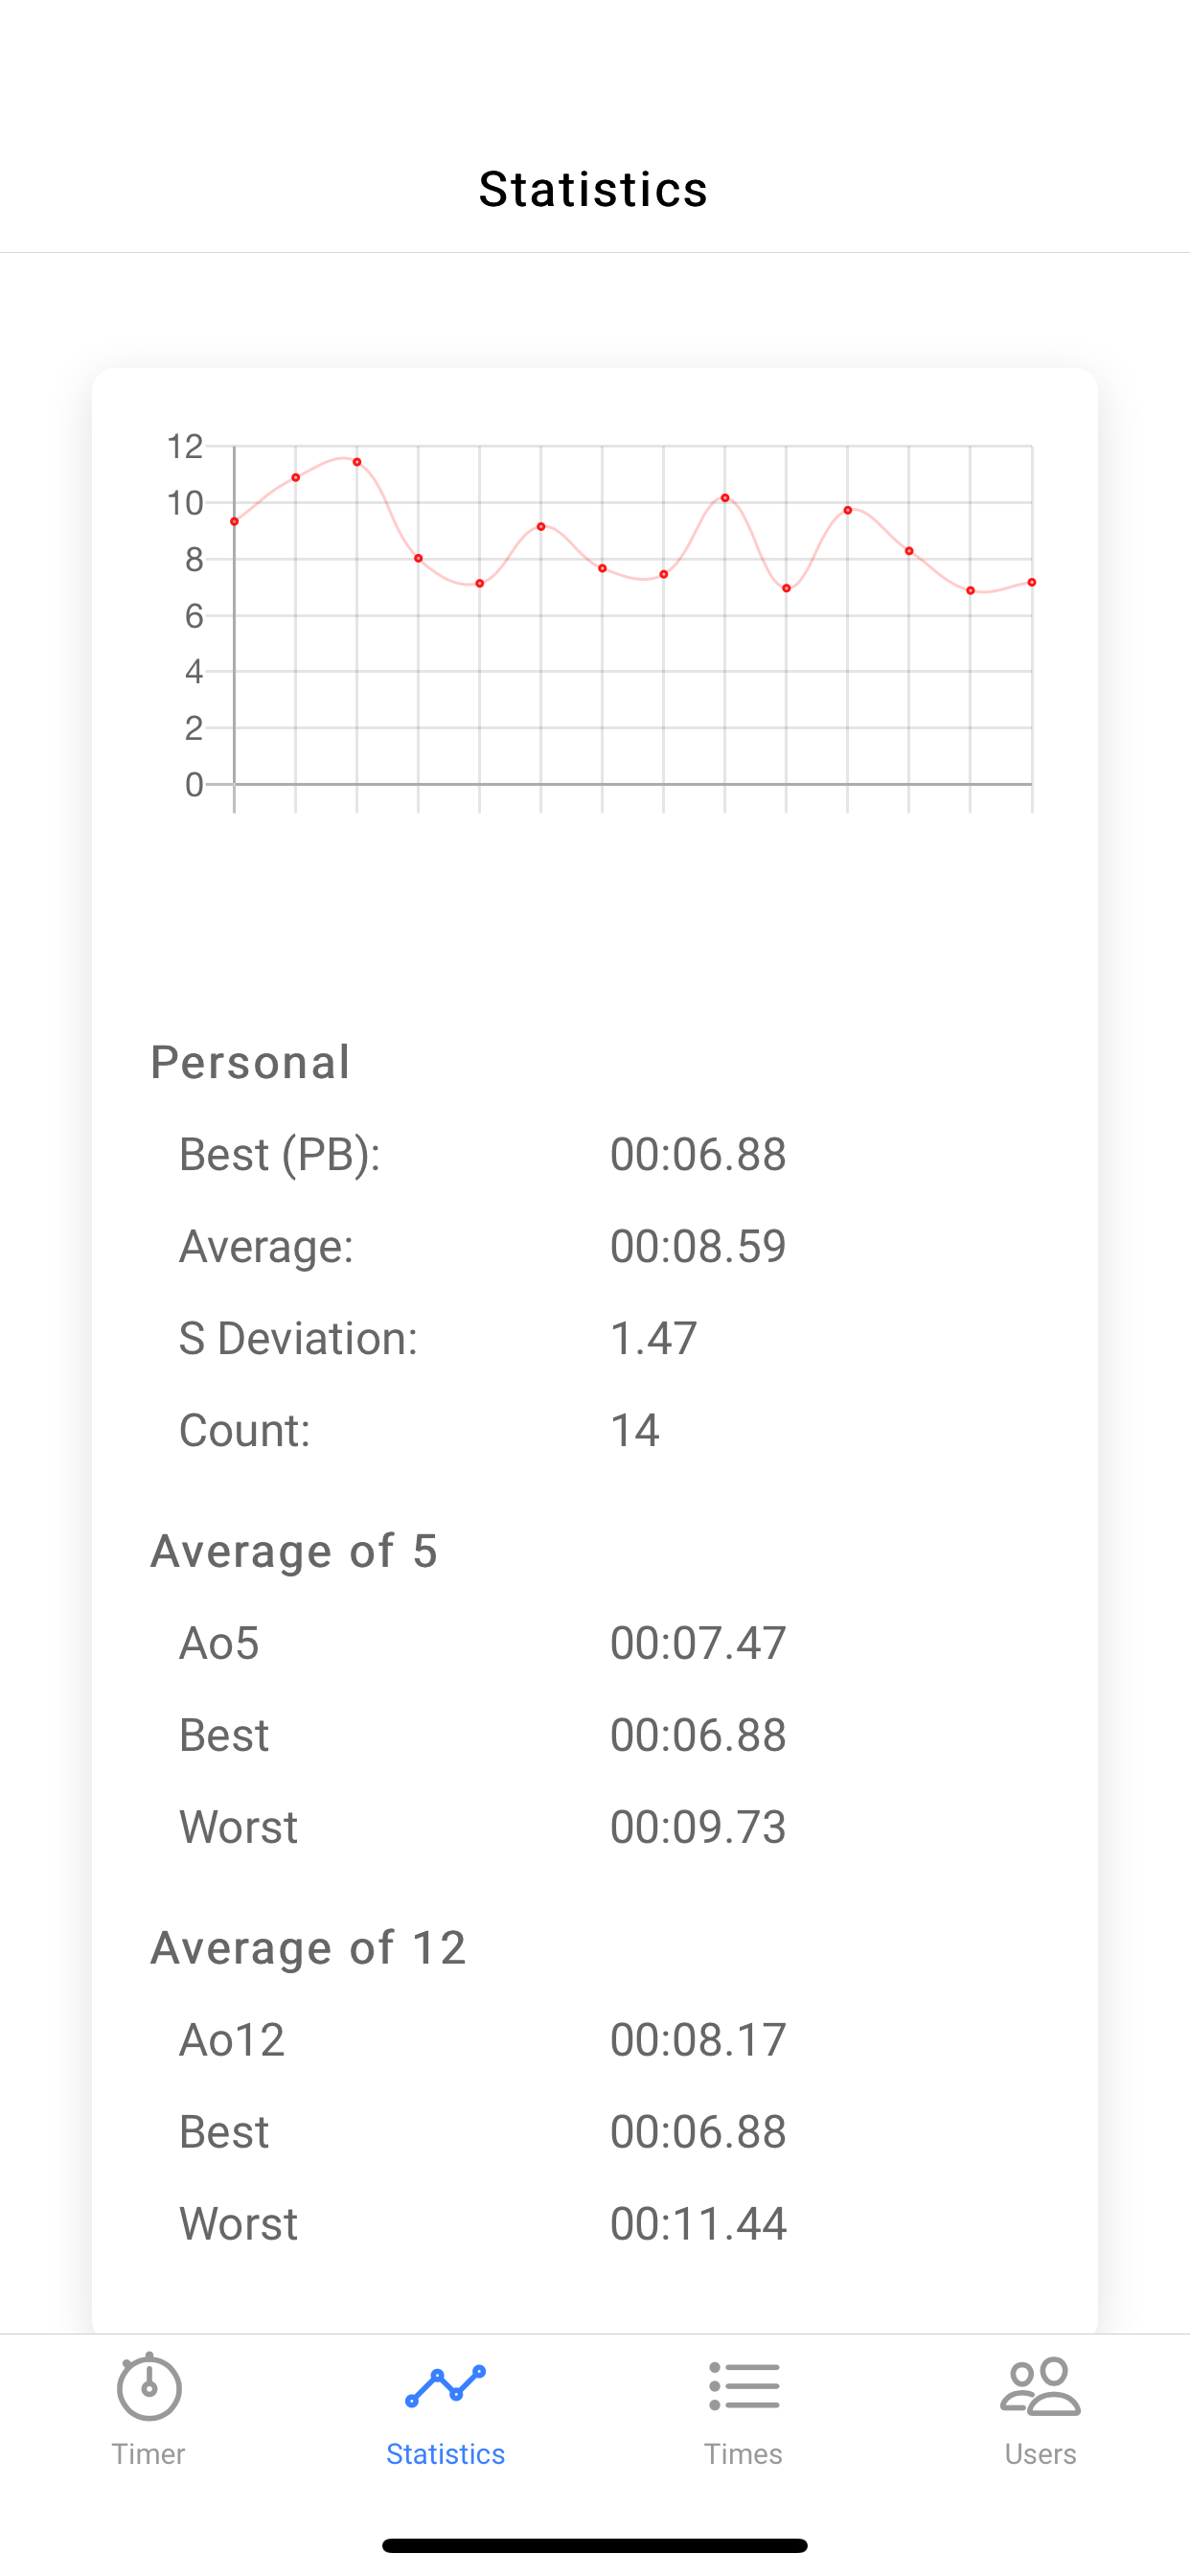 Statistics
12
10
8
6
4
2
0
Personal
Best (PB): 00:06.88
Average: 00:08.59
S Deviation: 1.47
Count: 14
Average of 5
Ao5 00:07.47
Best 00:06.88
Worst 00:09.73
Average of 12
Ao12 00:08.17
Best 00:06.88
Worst 00:11.44
Timer Statistics Times Users